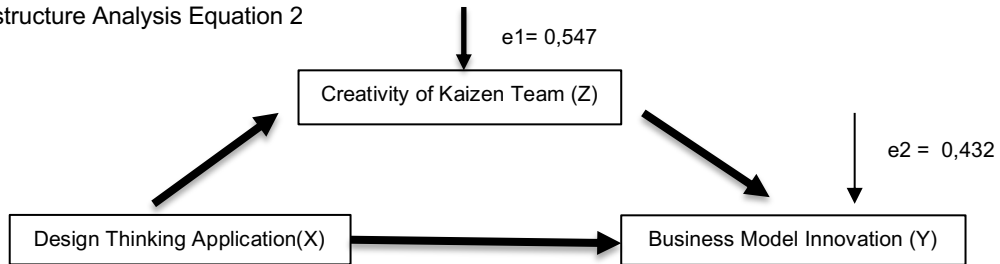 structure Analysis Equation 2
e1= 0,547
Creativity of Kaizen Team (Z)
e2 = 0,432
Design Thinking Application(X)
Business Model Innovation (Y)